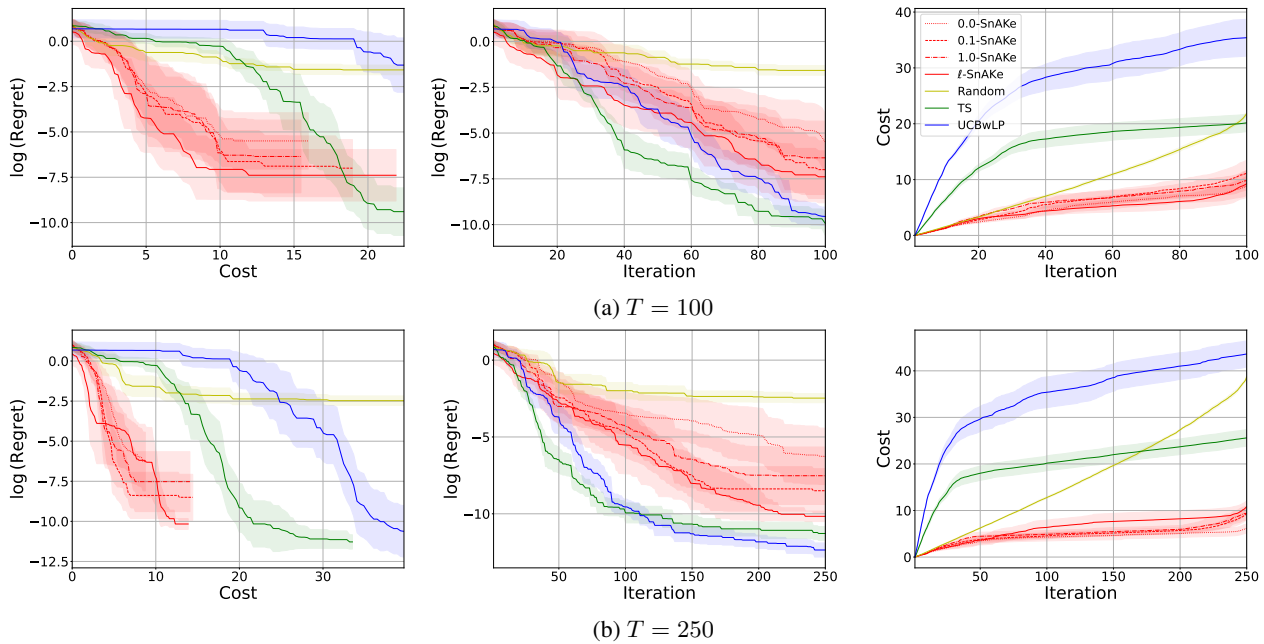 0.0
−2.5
−5.0
−7.5
−10.0
log (Regret)
0
5
10
15
20
Cost
0.0
−2.5
−5.0
−7.5
−10.0
log (Regret)
20
40
60
80
100
Iteration
40
30
20
10
0
Cost
20
40
60
80
100
Iteration
0.0-SnAKe
0.1-SnAKe
1.0-SnAKe
ℓ-SnAKe
Random
TS
UCBwLP
(a) T = 100
0.0
−2.5
−5.0
−7.5
−10.0
−12.5
log (Regret)
0
10
20
30
Cost
0
−5
−10
log (Regret)
50
100
150
200
250
Iteration
40
30
20
10
0
Cost
50
100
150
200
250
Iteration
(b) T = 250